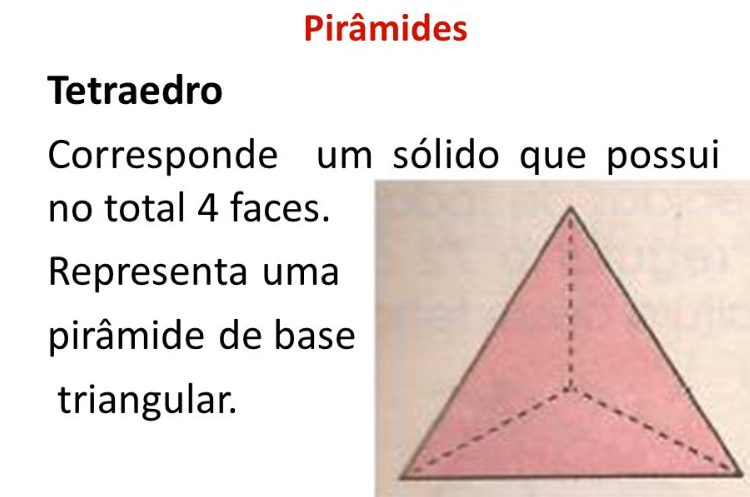 Pirâmides
Tetraedro
Corresponde um sólido que possui
no total 4 faces.
Representa uma
pirâmide de base
triangular.